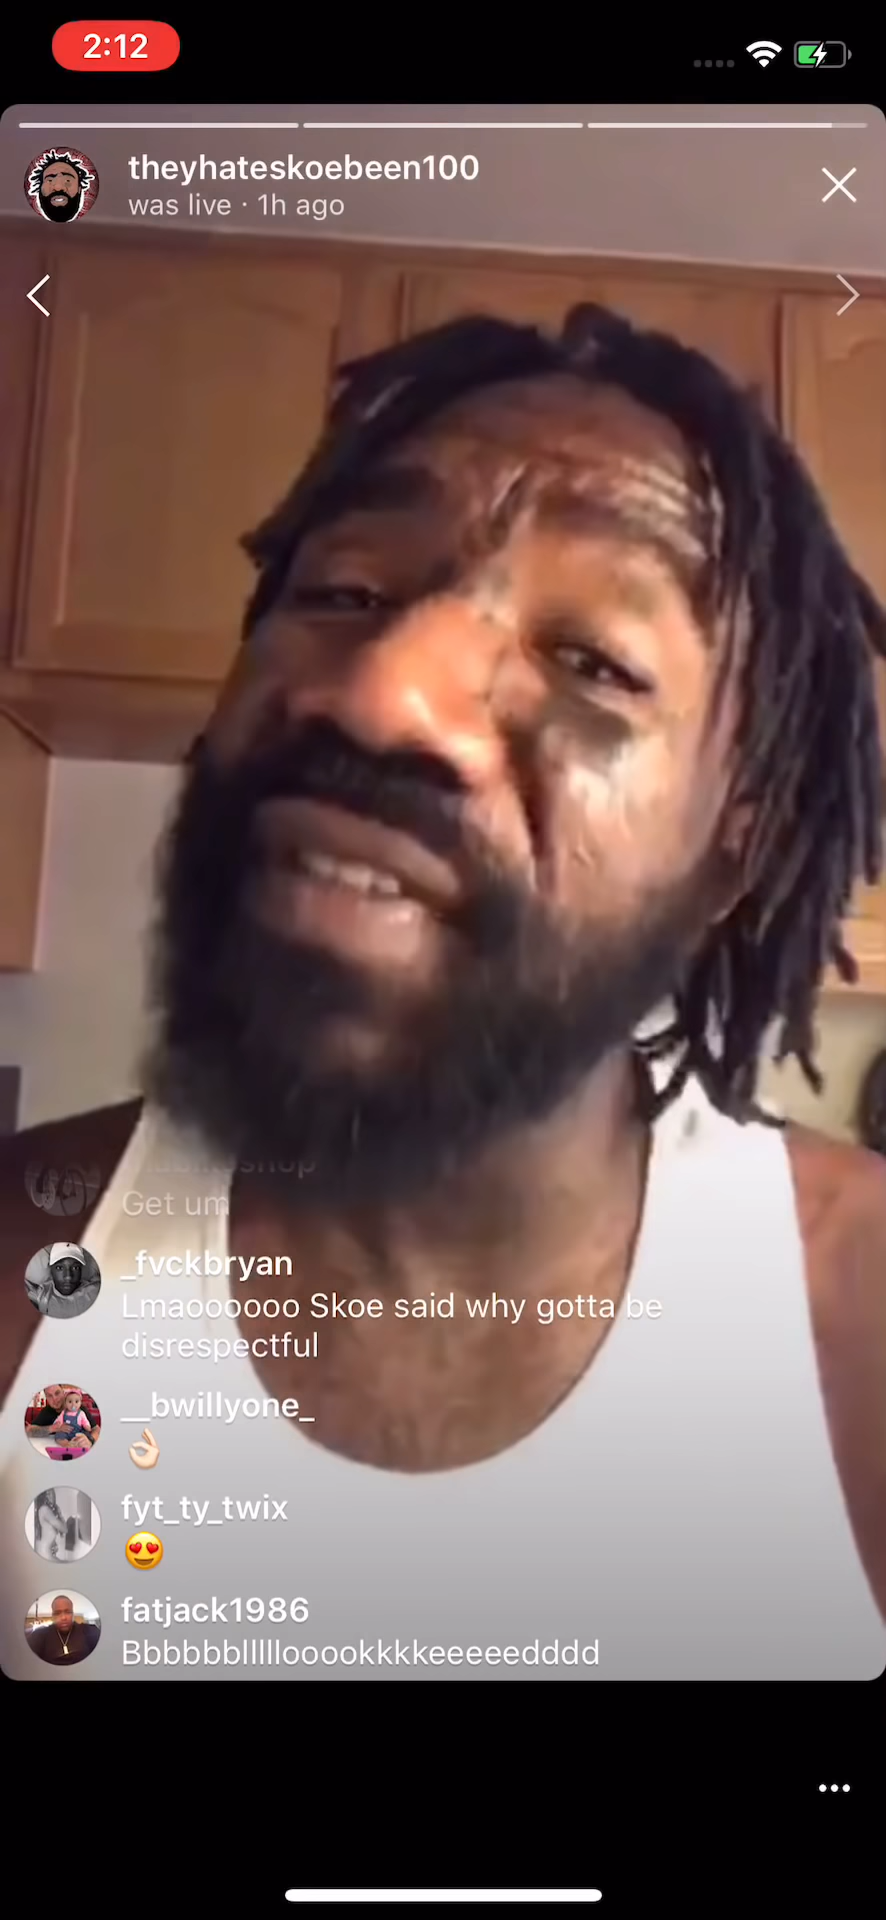 2:12
theyhateskoebeen100
was live · 1h ago
Get um
_fvckbryan
Lmaoooooo Skoe said why gotta be
disrespectful
__bwillyone_
👌🏻
fyt_ty_twix
😍
fatjack1986
Bbbbbbllllllooookkkkeeeeedddd